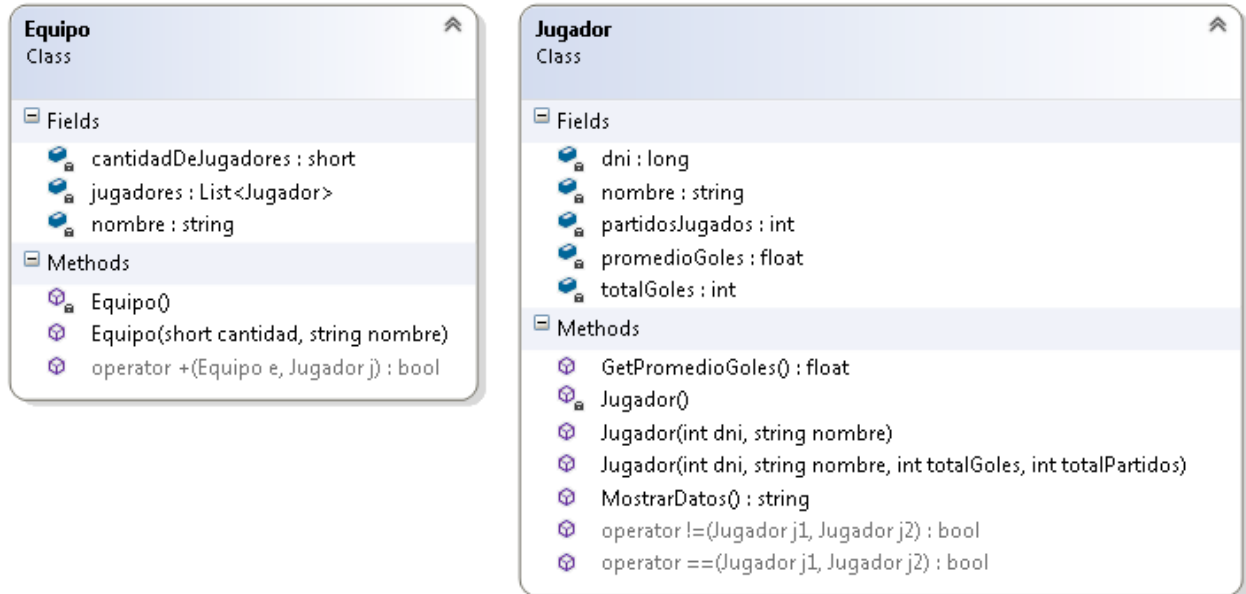 Equipo
Class
Fields
cantidadDeJugadores : short
jugadores : List<Jugador>
nombre : string
Methods
Equipo()
Equipo(short cantidad, string nombre)
operator +(Equipo e, Jugador j) : bool
Jugador
Class
Fields
dni : long
nombre : string
partidosJugados : int
promedioGoles : float
totalGoles : int
Methods
GetPromedioGoles() : float
Jugador()
Jugador(int dni, string nombre)
Jugador(int dni, string nombre, int totalGoles, int totalPartidos)
MostrarDatos() : string
operator !=(Jugador j1, Jugador j2) : bool
operator ==(Jugador j1, Jugador j2) : bool